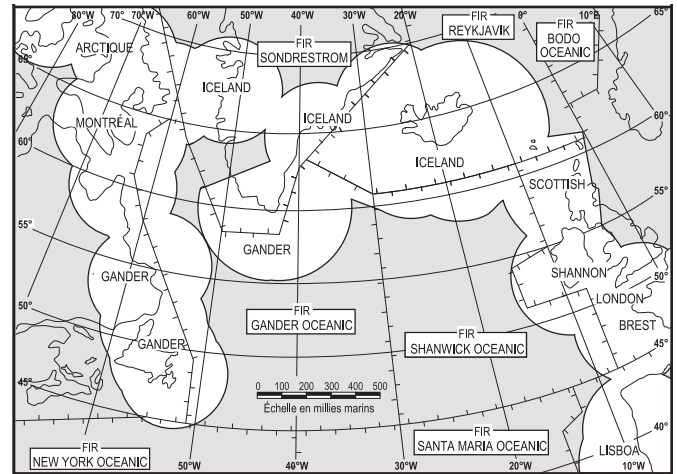 80°W 70°W 60°W 50°W 40°W 30°W 20°W 10°W 0° 10°E
65° 65°
ARCTIQUE
FIR
SONDRESTROM
FIR
REYKJAVIK
FIR
BODO
OCEANIC
ICELAND
ICELAND
ICELAND
MONTRÉAL
60° 60°
SCOTTISH
55° 55°
GANDER
SHANNON
50° 50°
GANDER
LONDON
BREST
FIR
GANDER OCEANIC
FIR
SHANWICK OCEANIC
GANDER
45° 45°
0 100 200 300 400 500
Échelle en millies marins
40°
FIR
NEW YORK OCEANIC
FIR
SANTA MARIA OCEANIC
LISBOA
50°W 40°W 30°W 20°W 10°W